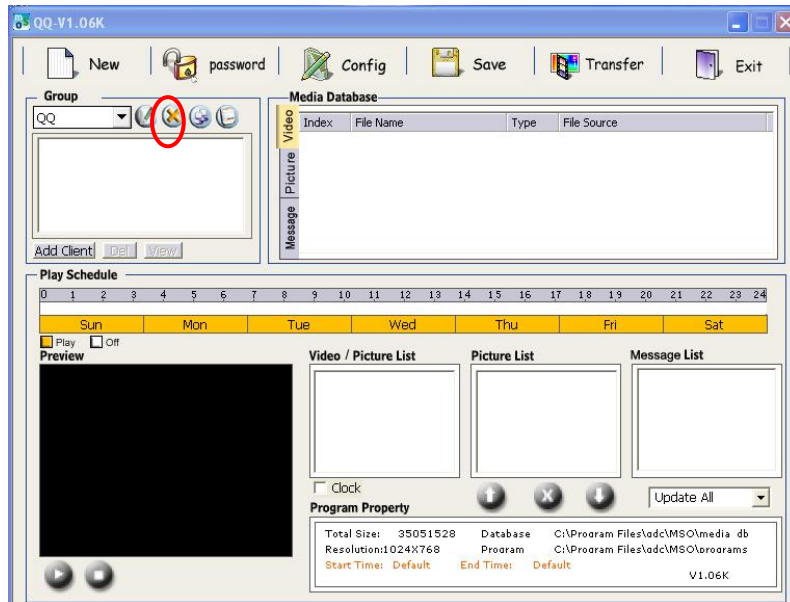 QQ-V1.06K
New password Config Save Transfer Exit
Group
QQ
Add Client Del View
Media Database
Video
Picture
Message
Index File Name Type File Source
Play Schedule
0 1 2 3 4 5 6 7 8 9 10 11 12 13 14 15 16 17 18 19 20 21 22 23 24
Sun Mon Tue Wed Thu Fri Sat
Play Off
Preview
Video / Picture List
Picture List
Message List
Clock
Update All
Program Property
Total Size: 35051528 Database C:\Program Files\adc\MSO\media db
Resolution:1024X768 Program C:\Program Files\adc\MSO\programs
Start Time: Default End Time: Default
V1.06K